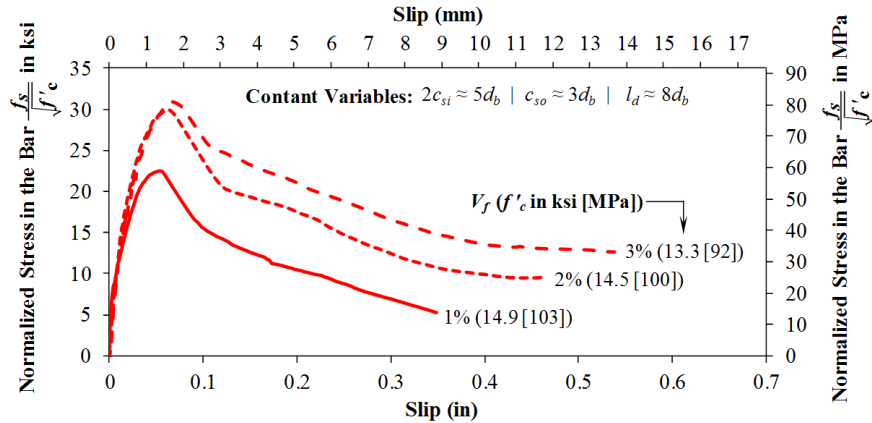 Slip (mm)
0 1 2 3 4 5 6 7 8 9 10 11 12 13 14 15 16 17
Normalized Stress in the Bar fs/√f'c in ksi
35
30
25
20
15
10
5
0
Contant Variables: 2csi ≈ 5db | cso ≈ 3db | ld ≈ 8db
Vf (f'c in ksi [MPa])
3% (13.3 [92])
2% (14.5 [100])
1% (14.9 [103])
90
80
70
60
50
40
30
20
10
0
Normalized Stress in the Bar fs/√f'c in MPa
0 0.1 0.2 0.3 0.4 0.5 0.6 0.7
Slip (in)